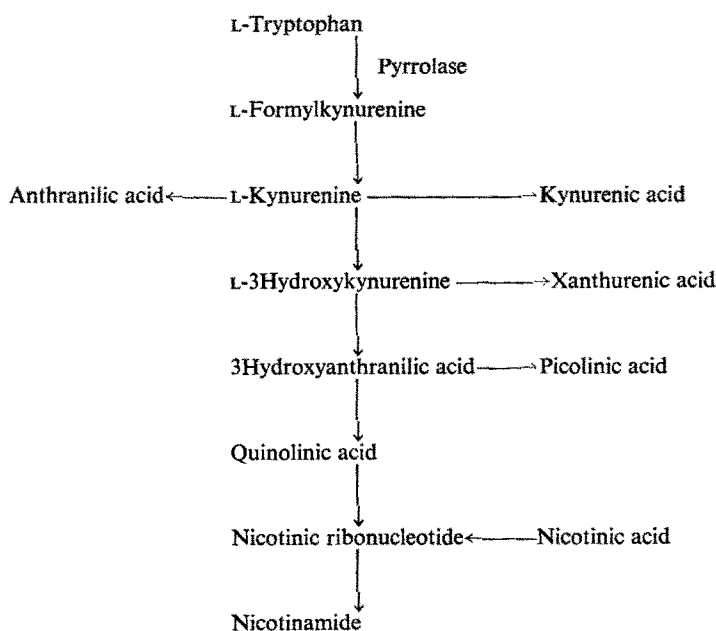 L-Tryptophan
Pyrrolase
L-Formylkynurenine
Anthranilic acid L-Kynurenine Kynurenic acid
L-3Hydroxykynurenine Xanthurenic acid
3Hydroxyanthranilic acid Picolinic acid
Quinolinic acid
Nicotinic ribonucleotide Nicotinic acid
Nicotinamide